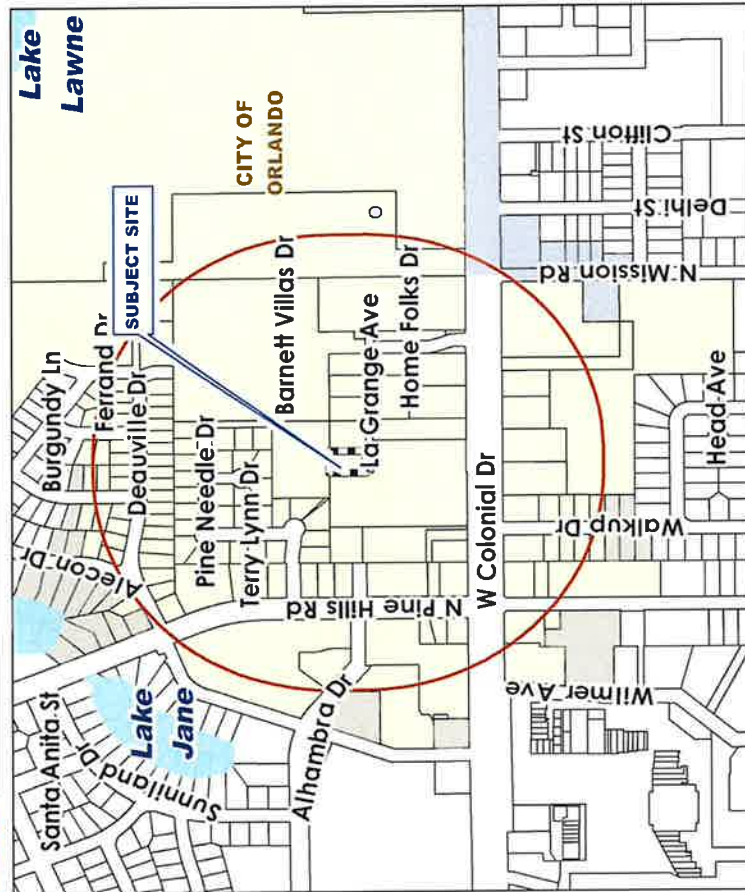 Lake
Lawne
CITY OF
ORLANDO
SUBJECT SITE
Burgundy Ln
Ferrand Dr
Deauville Dr
Alecon Dr
Pine Needle Dr
Terry Lynn Dr
Barnett Villas Dr
La Grange Ave
Home Folks Dr
N Pine Hills Rd
W Colonial Dr
Santa Anita St
Sunniland Dr
Lake
Jane
Alhambra Dr
Clifton St
Delhi St
N Mission Rd
Head Ave
Walkup Dr
Wilmer Ave